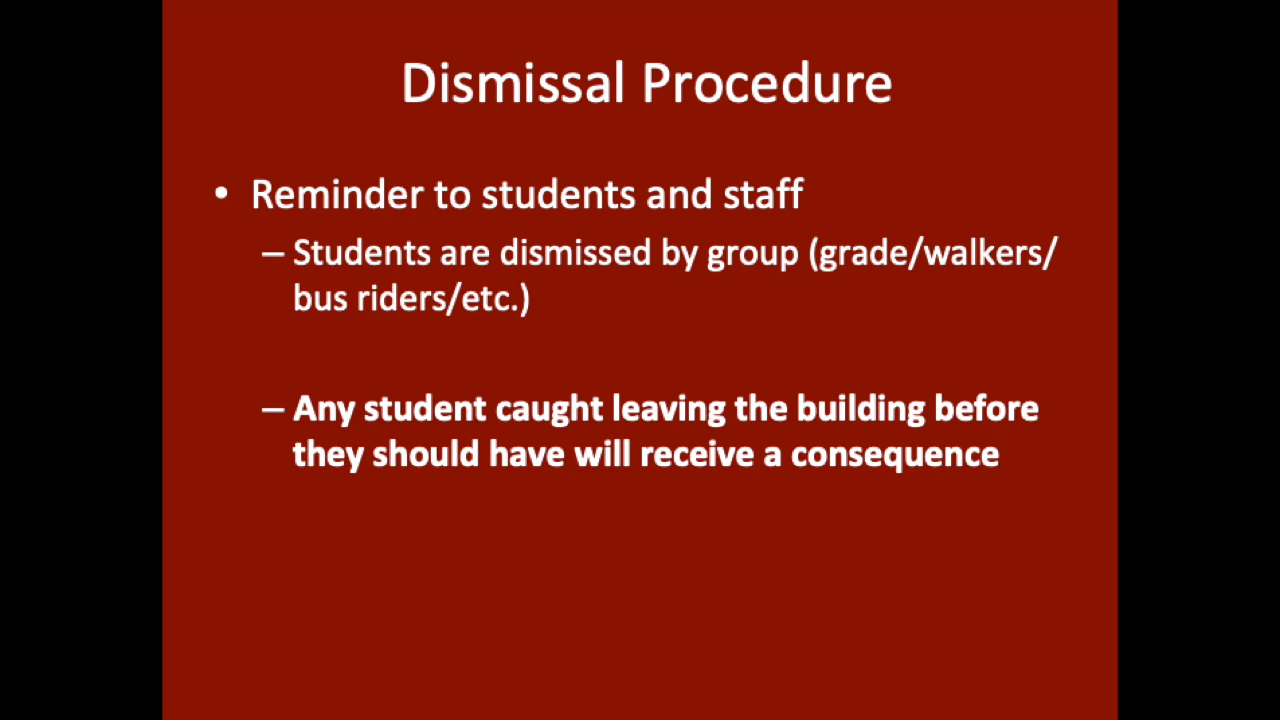 Dismissal Procedure
• Reminder to students and staff
– Students are dismissed by group (grade/walkers/
bus riders/etc.)
– Any student caught leaving the building before
they should have will receive a consequence